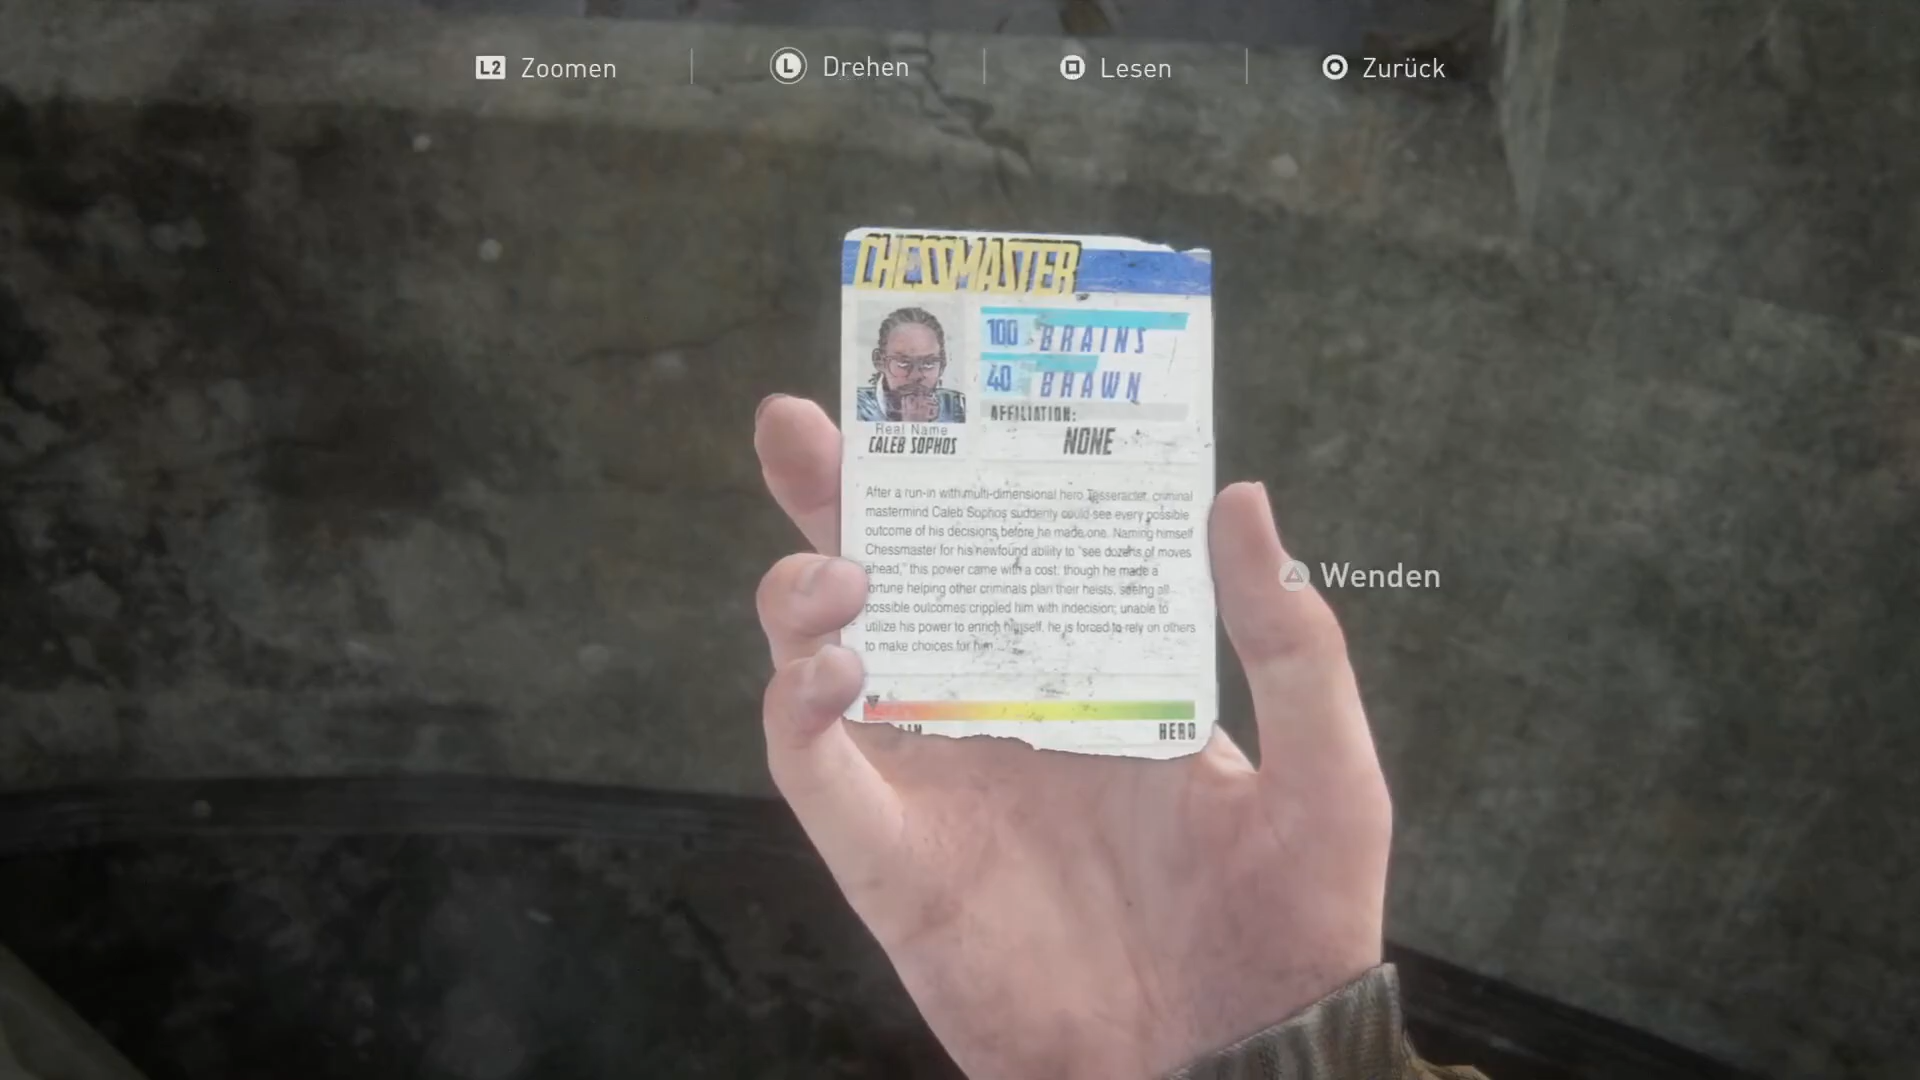 L2 Zoomen
L Drehen
Lesen
Zurück
CHESSMASTER
100 BRAINS
40 BRAWN
AFFILIATION:
NONE
Real Name
CALEB SOPHOS
After a run-in with multi-dimensional hero Tesseracter, criminal
mastermind Caleb Sophos suddenly could see every possible
outcome of his decisions before he made one. Naming himself
Chessmaster for his newfound ability to "see dozens of moves
ahead," this power came with a cost: though he made a
fortune helping other criminals plan their heists, seeing all
possible outcomes crippled him with indecision; unable to
utilize his power to enrich himself, he is forced to rely on others
to make choices for him...
HERO
Wenden